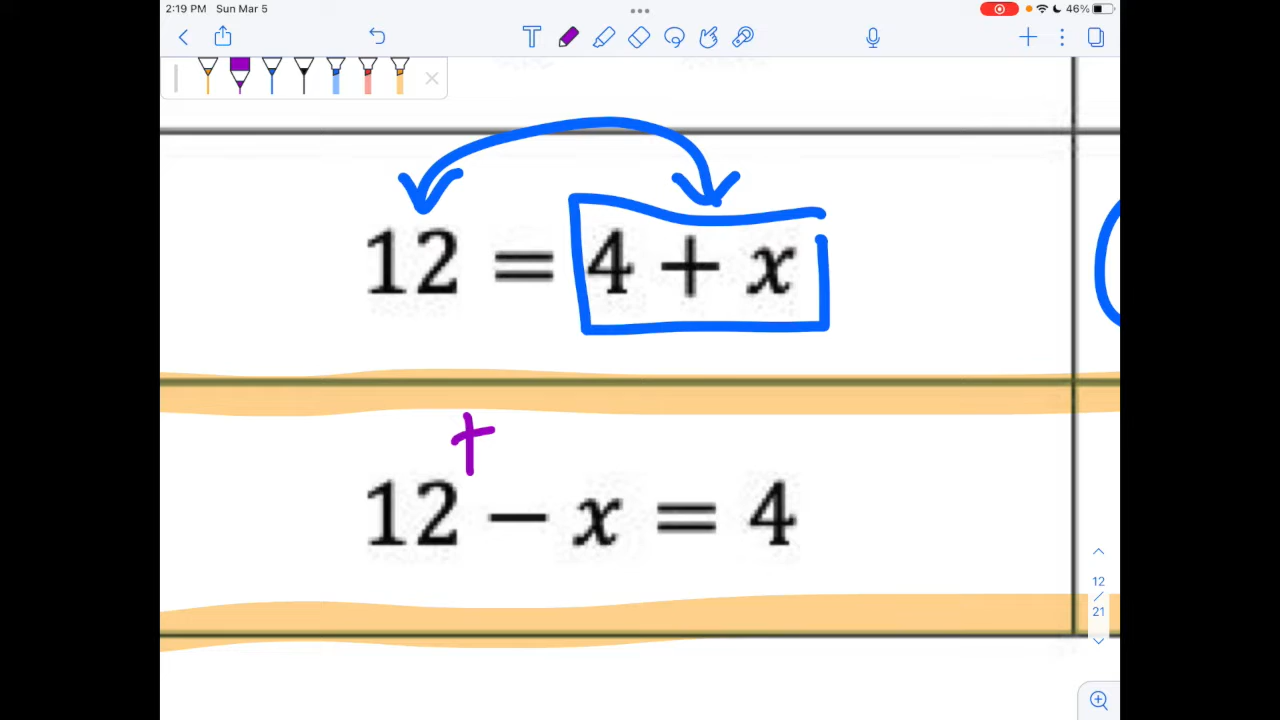 2:19 PM Sun Mar 5
46%
T
12 = 4 + x
+
12 − x = 4
12
/
21